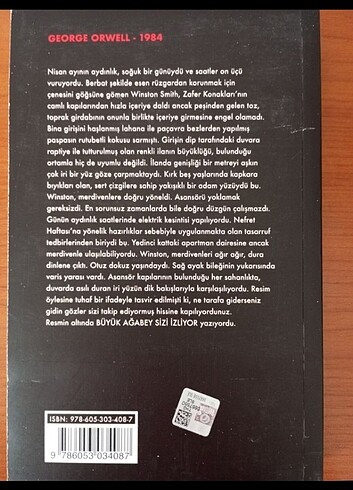 GEORGE ORWELL - 1984
Nisan ayının aydınlık, soğuk bir günüydü ve saatler on üçü
vuruyordu. Berbat şekilde esen rüzgardan korunmak için
çenesini göğsüne gömen Winston Smith, Zafer Konakları'nın
camlı kapılarından hızla içeriye daldı ancak peşinden gelen toz,
toprak girdabının onunla birlikte içeriye girmesine engel olamadı.
Bina girişini haşlanmış lahana ile paçavra bezlerden yapılmış
paspasın rutubetli kokusu sarmıştı. Girişin dip tarafındaki duvara
raptiye ile tutturulmuş olan renkli ilanın büyüklüğü, bulunduğu
ortamla hiç de uyumlu değildi. İlanda genişliği bir metreyi aşkın
çok iri bir yüz göze çarpmaktaydı. Kırk beş yaşlarında kapkara
bıyıkları olan, sert çizgilere sahip yakışıklı bir adam yüzüydü bu.
Winston, merdivenlere doğru yöneldi. Asansörü yoklamak
gereksizdi. En sorunsuz zamanlarda bile doğru düzgün çalışmazdı.
Günün aydınlık saatlerinde elektrik kesintisi yapılıyordu. Nefret
Haftası'na yönelik hazırlıklar sebebiyle uygulanmakta olan tasarruf
tedbirlerinden biriydi bu. Yedinci kattaki apartman dairesine ancak
merdivenle ulaşılabiliyordu. Winston, merdivenleri ağır ağır, dura
dinlene çıktı. Otuz dokuz yaşındaydı. Sağ ayak bileğinin yukarısında
varis yarası vardı. Asansör kapılarının bulunduğu her sahanlıkta,
duvarda asılı duran iri yüzün dik bakışlarıyla karşılaşılıyordu. Resim
öylesine tuhaf bir ifadeyle tasvir edilmişti ki, ne tarafa giderseniz
gidin gözler sizi takip ediyormuş hissine kapılıyordunuz.
Resmin altında BÜYÜK AĞABEY SİZİ İZLİYOR yazıyordu.
ISBN: 978-605-303-408-7
9 786053 034087